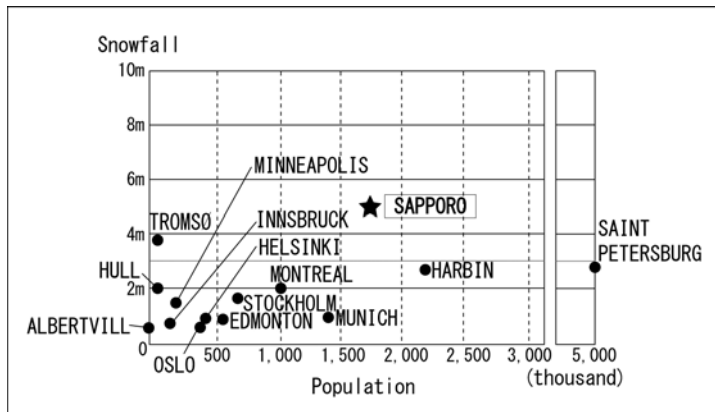 Snowfall
10m
8m
6m
4m
2m
0
MINNEAPOLIS
TROMSØ
INNSBRUCK
HELSINKI
SAPPORO
SAINT
PETERSBURG
HULL
MONTREAL
HARBIN
STOCKHOLM
ALBERTVILL
EDMONTON
MUNICH
OSLO
500
1,000
1,500
2,000
2,500
3,000
5,000
(thousand)
Population